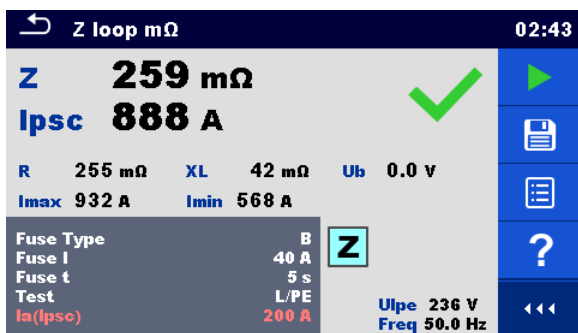 Z loop mΩ 02:43
Z 259 mΩ
Ipsc 888 A
R 255 mΩ XL 42 mΩ Ub 0.0 V
Imax 932 A Imin 568 A
Fuse Type B
Fuse I 40 A
Fuse t 5 s
Test L/PE
Ia(Ipsc) 200 A
Z
Ulpe 236 V
Freq 50.0 Hz
?